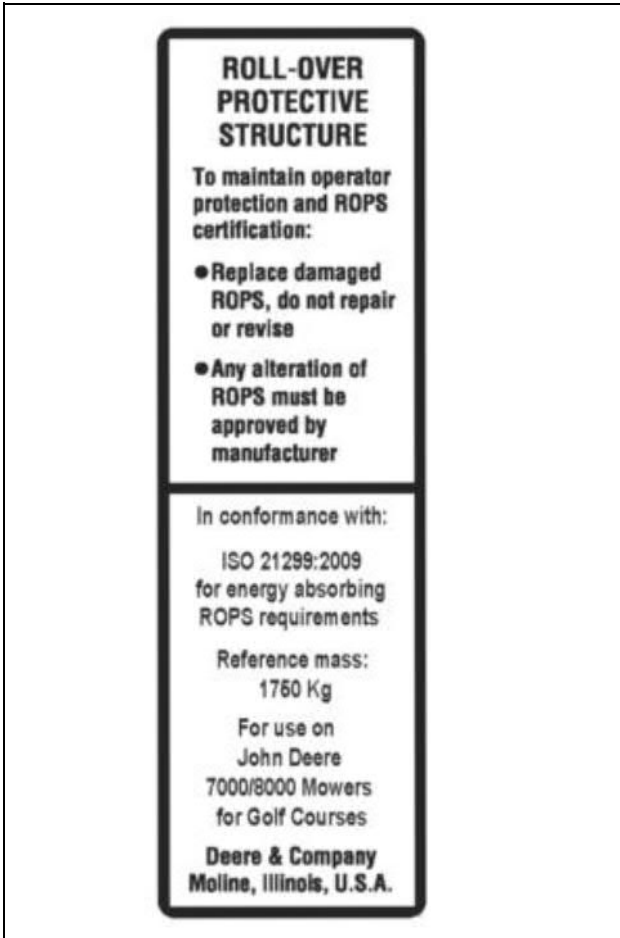 ROLL-OVER
PROTECTIVE
STRUCTURE
To maintain operator
protection and ROPS
certification:
●Replace damaged
ROPS, do not repair
or revise
●Any alteration of
ROPS must be
approved by
manufacturer
In conformance with:
ISO 21299:2009
for energy absorbing
ROPS requirements
Reference mass:
1750 Kg
For use on
John Deere
7000/8000 Mowers
for Golf Courses
Deere & Company
Moline, Illinois, U.S.A.